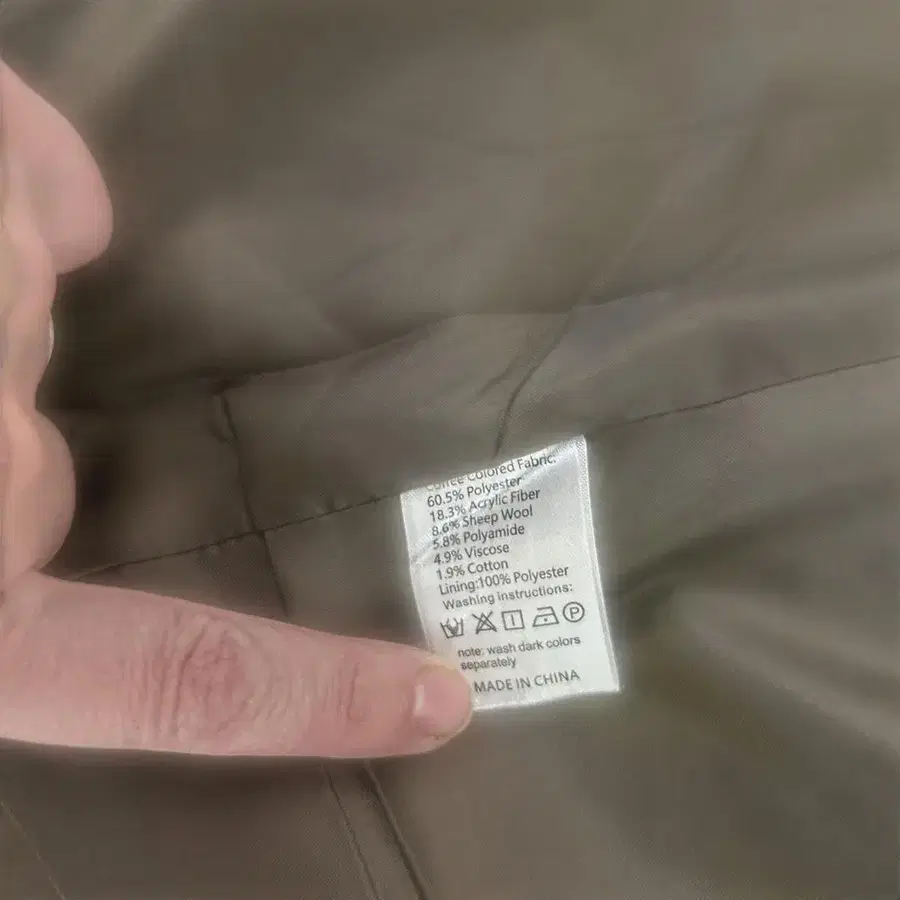 Coffee Colored Fabric:
60.5% Polyester
18.3% Acrylic Fiber
8.6% Sheep Wool
5.8% Polyamide
4.9% Viscose
1.9% Cotton
Lining:100% Polyester
Washing instructions:
P
note: wash dark colors
separately
MADE IN CHINA